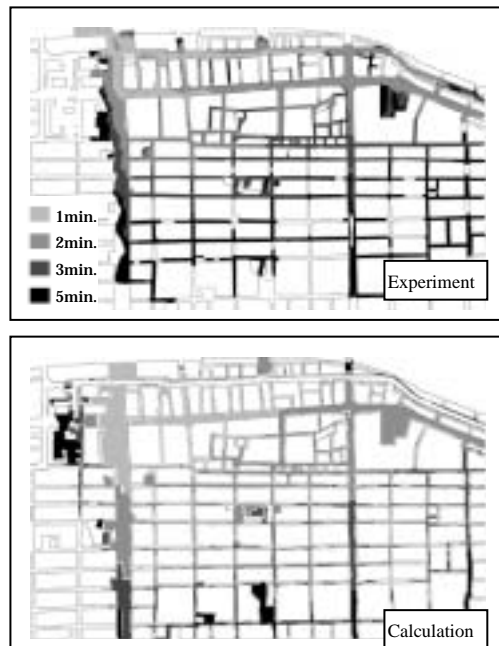 1min.
2min.
3min.
5min.
Experiment
Calculation